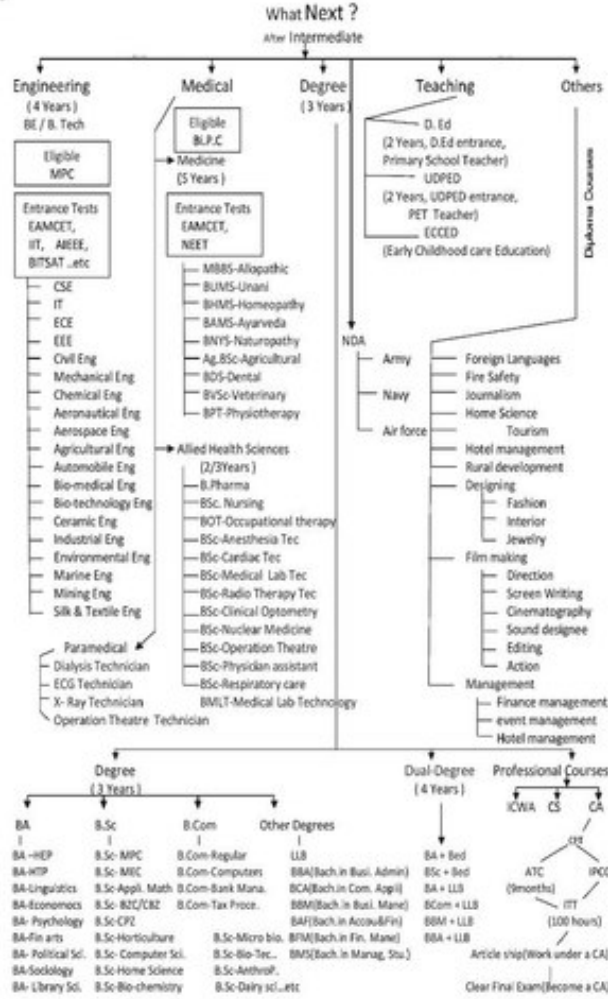 What Next ?
After Intermediate
Engineering
(4 Years)
BE / B. Tech
Eligible
MPC
Entrance Tests
EAMCET,
IIT, AIEEE,
BITSAT ..etc
CSE
IT
ECE
EEE
Civil Eng
Mechanical Eng
Chemical Eng
Aeronautical Eng
Aerospace Eng
Agricultural Eng
Automobile Eng
Bio-medical Eng
Bio-technology Eng
Ceramic Eng
Industrial Eng
Environmental Eng
Marine Eng
Mining Eng
Silk & Textile Eng
Medical
Eligible
Bi.P.C
Medicine
(5 Years)
Entrance Tests
EAMCET,
NEET
MBBS-Allopathic
BUMS-Unani
BHMS-Homeopathy
BAMS-Ayurveda
BNYS-Naturopathy
Ag.BSc-Agricultural
BDS-Dental
BVSc-Veterinary
BPT-Physiotherapy
Allied Health Sciences
(2/3Years)
B.Pharma
BSc. Nursing
BOT-Occupational therapy
BSc-Anesthesia Tec
BSc-Cardiac Tec
BSc-Medical Lab Tec
BSc-Radio Therapy Tec
BSc-Clinical Optometry
BSc-Nuclear Medicine
BSc-Operation Theatre
BSc-Physician assistant
BSc-Respiratory care
BMLT-Medical Lab Technology
Paramedical
Dialysis Technician
ECG Technician
X- Ray Technician
Operation Theatre Technician
Degree
(3 Years)
NDA
Army
Navy
Air force
Teaching
D. Ed
(2 Years, D.Ed entrance,
Primary School Teacher)
UDPED
(2 Years, UDPED entrance,
PET Teacher)
ECCED
(Early Childhood care Education)
Others
Diploma Courses
Foreign Languages
Fire Safety
Journalism
Home Science
Tourism
Hotel management
Rural development
Designing
Fashion
Interior
Jewelry
Film making
Direction
Screen Writing
Cinematography
Sound designee
Editing
Action
Management
Finance management
event management
Hotel management
Degree
(3 Years)
BA
BA –HEP
BA-HTP
BA-Linguistics
BA-Economocs
BA- Psychology
BA-Fin arts
BA- Political Sci.
BA-Sociology
BA- Library Sci.
B.Sc
B.Sc- MPC
B.Sc- MEC
B.Sc-Appli. Math
B.Sc- BZC/CBZ
B.Sc-CPZ
B.Sc-Horticulture
B.Sc- Computer Sci.
B.Sc-Home Science
B.Sc-Bio-chemistry
B.Com
B.Com-Regular
B.Com-Computers
B.Com-Bank Mana.
B.Com-Tax Proce.
B.Sc-Micro bio.
B.Sc-Bio-Tec..
B.Sc-AnthroP.
B.Sc-Dairy sci...etc
Other Degrees
LLB
BBA(Bach.in Busi. Admin)
BCA(Bach.in Com. Appli)
BBM(Bach.in Busi. Mane)
BAF(Bach.in Accou&Fin)
BFM(Bach.in Fin. Mane)
BMS(Bach.in Manag, Stu.)
Dual-Degree
(4 Years)
BA + Bed
BSc + Bed
BA + LLB
BCom + LLB
BBM + LLB
BBA + LLB
Professional Courses
ICWA
CS
CA
CPT
ATC
(9months)
IPCC
ITT
(100 hours)
Article ship(Work under a CA)
Clear Final Exam(Become a CA)